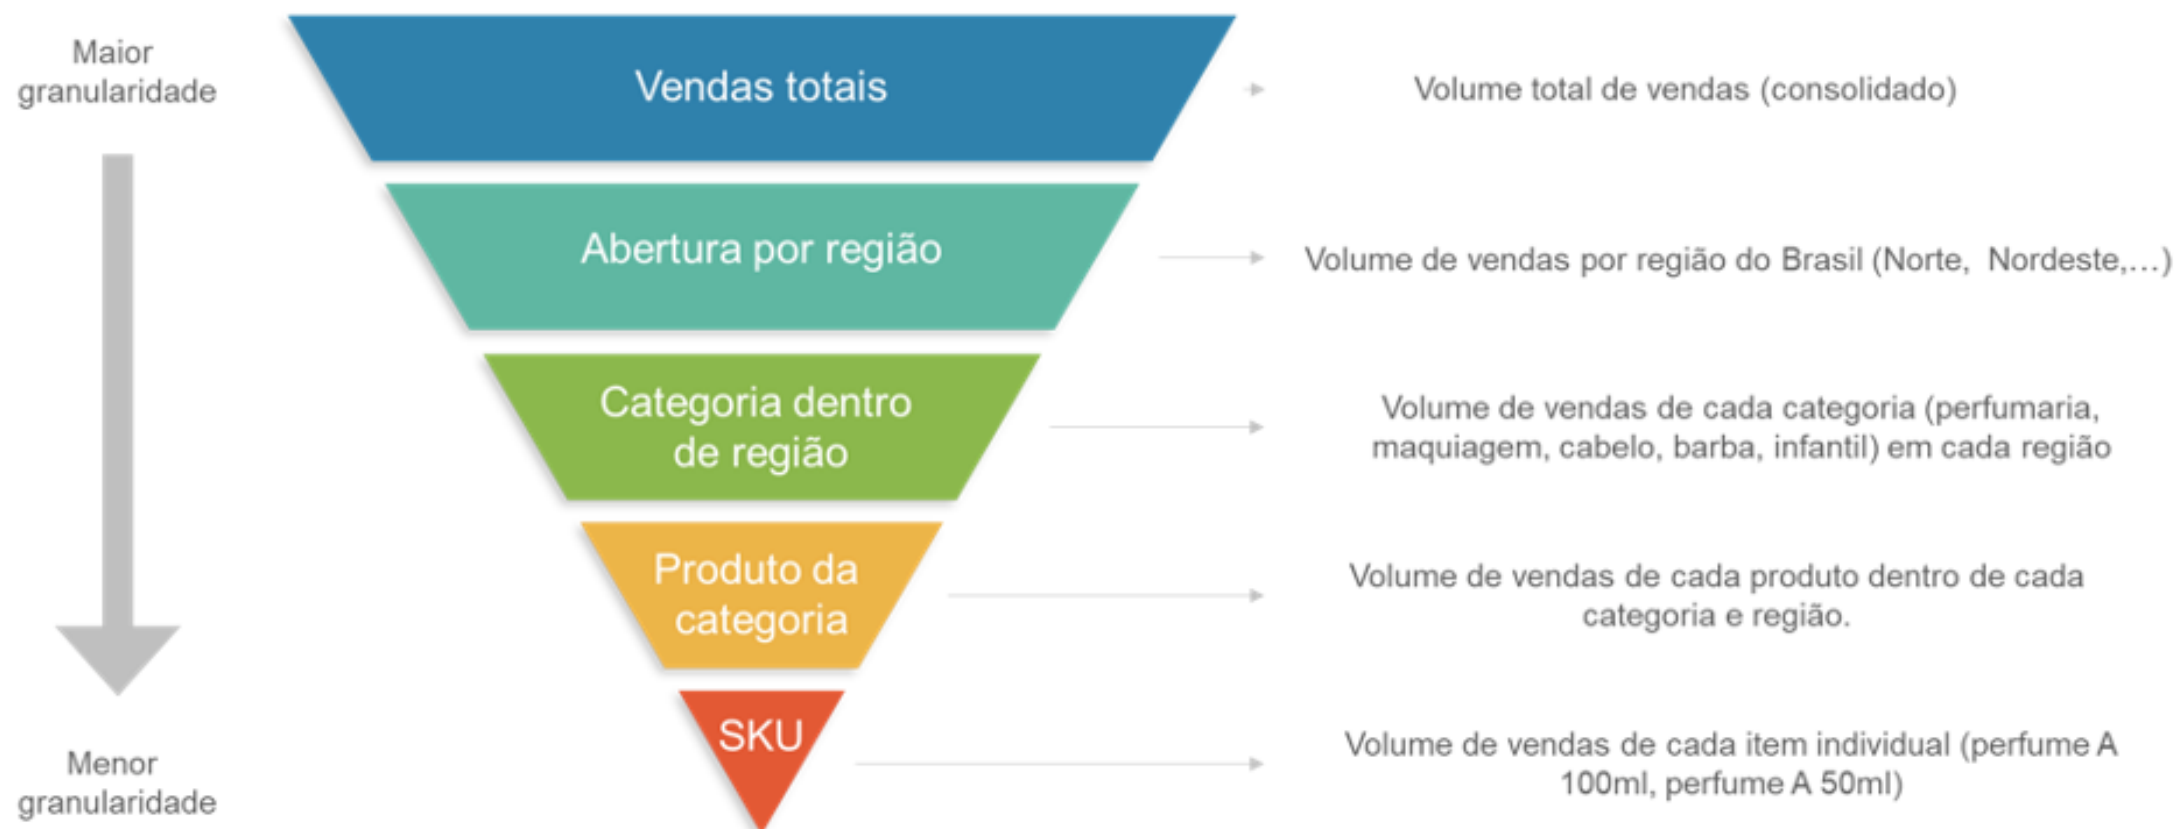 Maior
granularidade
Vendas totais
Volume total de vendas (consolidado)
Abertura por região
Volume de vendas por região do Brasil (Norte, Nordeste,...)
Categoria dentro
de região
Volume de vendas de cada categoria (perfumaria,
maquiagem, cabelo, barba, infantil) em cada região
Produto da
categoria
Volume de vendas de cada produto dentro de cada
categoria e região.
SKU
Volume de vendas de cada item individual (perfume A
100ml, perfume A 50ml)
Menor
granularidade